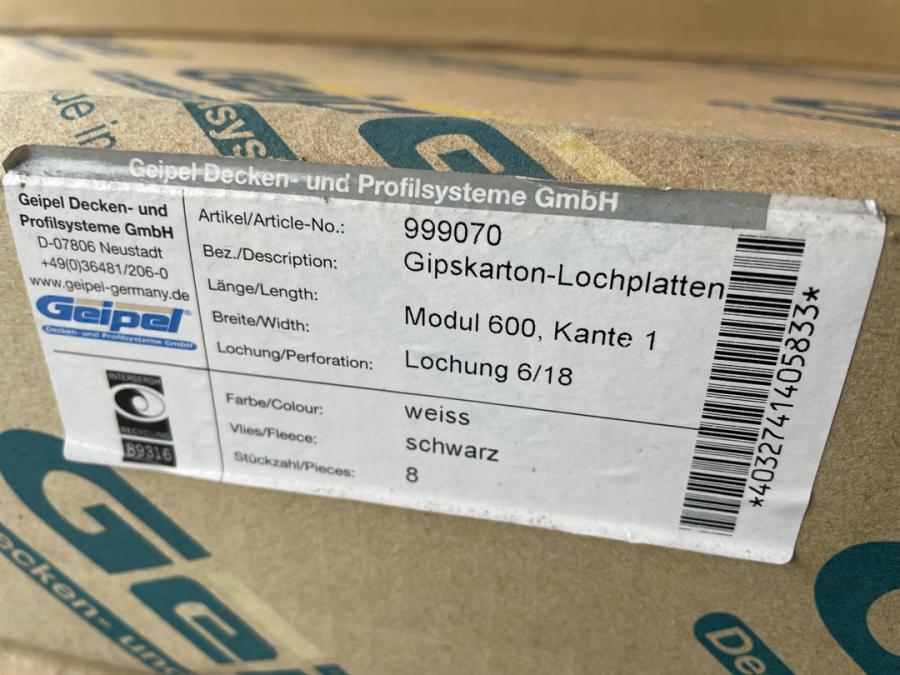 Geipel Decken- und Profilsysteme GmbH
Geipel Decken- und
Profilsysteme GmbH
D-07806 Neustadt
+49(0)36481/206-0
www.geipel-germany.de
Geipel
Decken- und Profilsysteme GmbH
INTERSEROH
RECYCLING
89316
Artikel/Article-No.: 999070
Bez./Description: Gipskarton-Lochplatten
Länge/Length:
Breite/Width: Modul 600, Kante 1
Lochung/Perforation: Lochung 6/18
Farbe/Colour: weiss
Vlies/Fleece: schwarz
Stückzahl/Pieces: 8
*4032741405833*